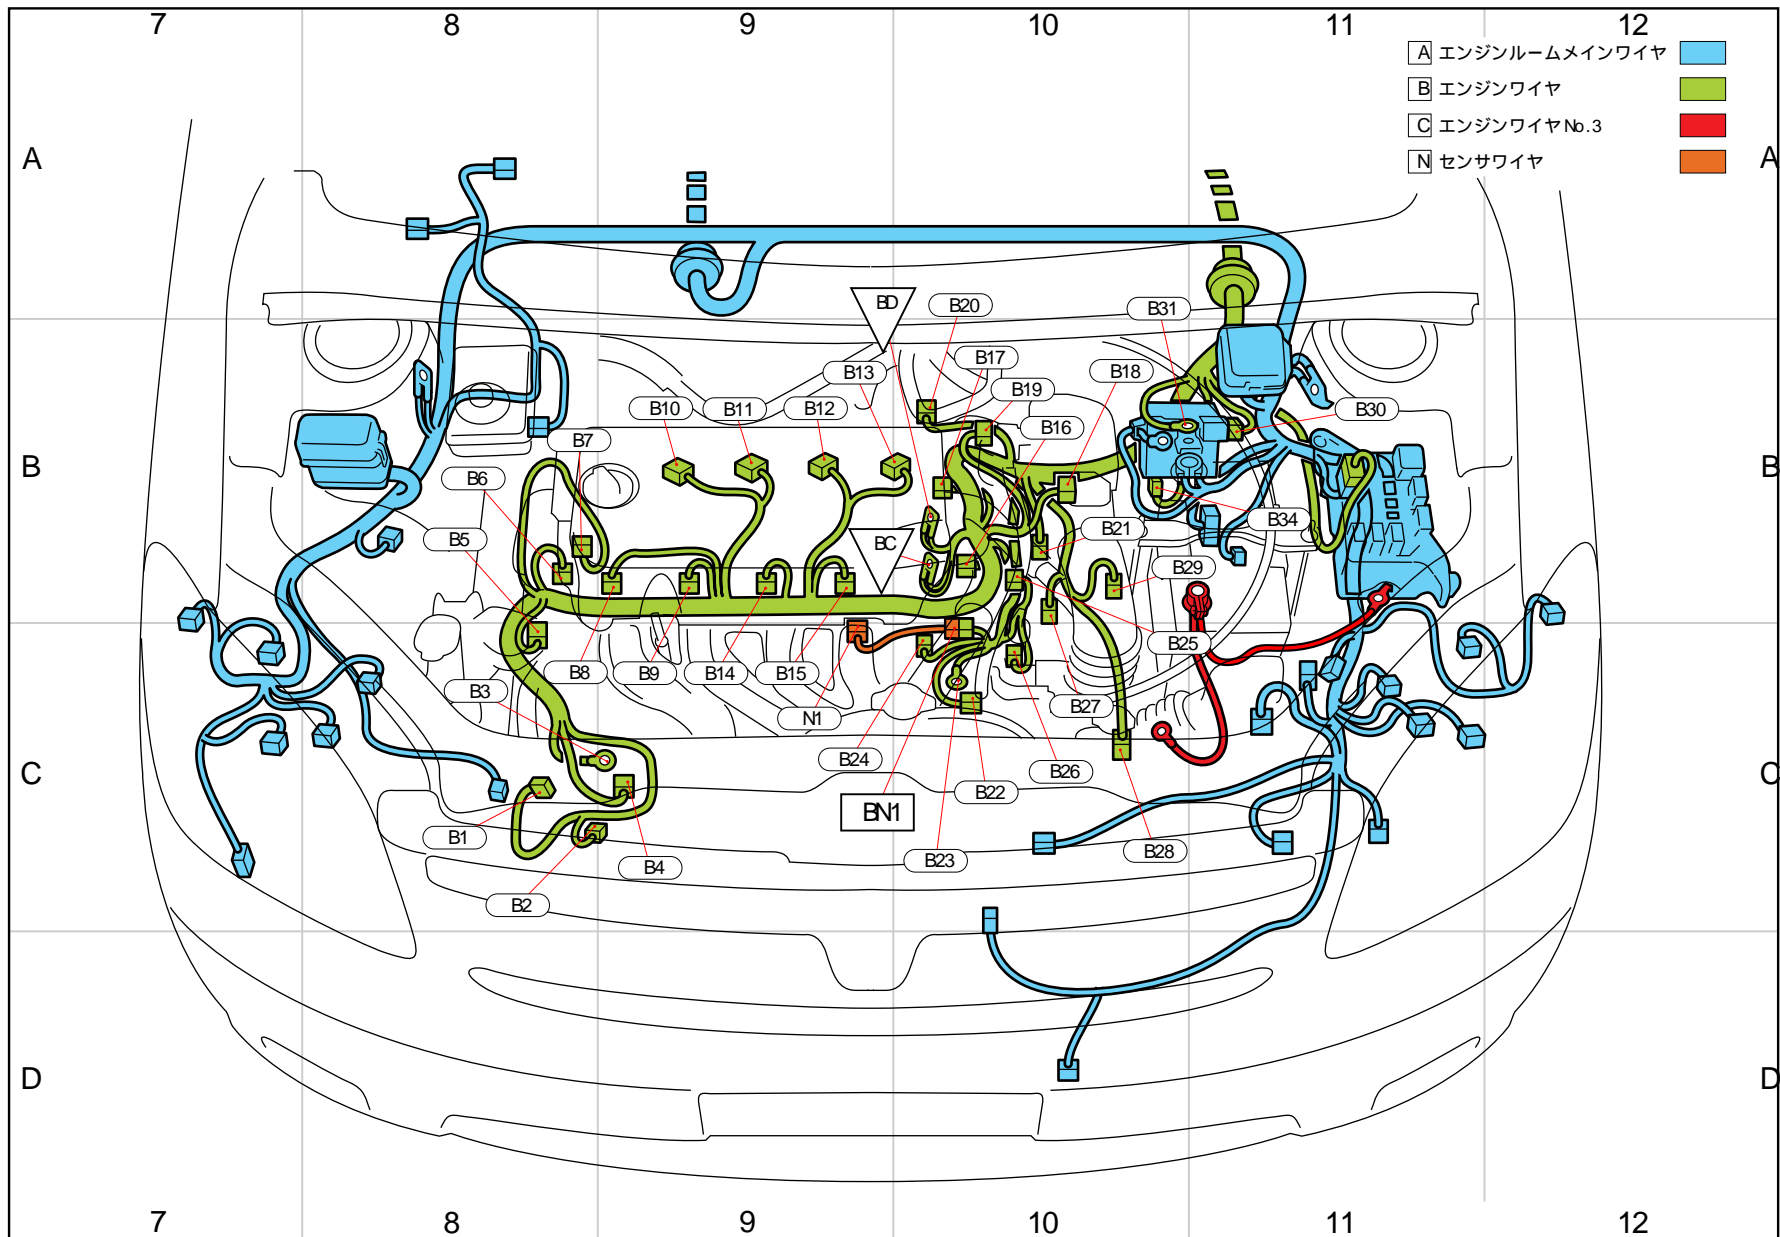 7 8 9 10 11 12
A エンジンルームメインワイヤ
B エンジンワイヤ
C エンジンワイヤNo.3
N センサワイヤ
A A
BD B20 B31
B13 B17 B19 B18
B10 B11 B12 B16 B30
B7
B B
B6
B5 BC B21 B34
B29
B8 B9 B14 B15 B25
B3
N1 B27
B24 B26
C C
B22
BN1
B1
B4 B23 B28
B2
D D
7 8 9 10 11 12